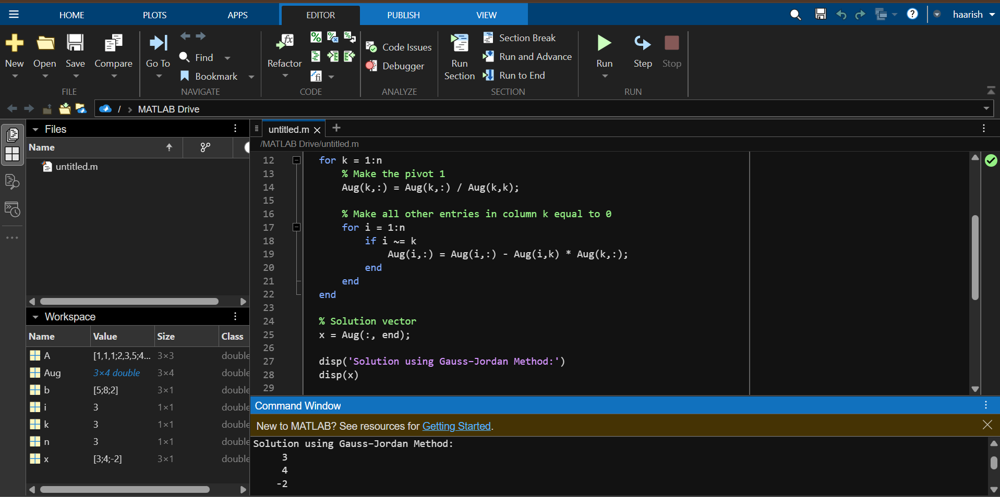 HOME PLOTS APPS EDITOR PUBLISH VIEW haarish
New Open Save Compare
FILE
Go To Find Bookmark
NAVIGATE
Refactor
CODE
Code Issues
Debugger
ANALYZE
Run Section
Section Break
Run and Advance
Run to End
SECTION
Run Step Stop
RUN
/ > MATLAB Drive
Files
Name
untitled.m
Workspace
Name Value Size Class
A [1,1,1;2,3,5;4... 3×3 double
Aug 3×4 double 3×4 double
b [5;8;2] 3×1 double
i 3 1×1 double
k 3 1×1 double
n 3 1×1 double
x [3;4;-2] 3×1 double
untitled.m
/MATLAB Drive/untitled.m
12 for k = 1:n
13 % Make the pivot 1
14 Aug(k,:) = Aug(k,:) / Aug(k,k);
15
16 % Make all other entries in column k equal to 0
17 for i = 1:n
18 if i ~= k
19 Aug(i,:) = Aug(i,:) - Aug(i,k) * Aug(k,:);
20 end
21 end
22 end
23
24 % Solution vector
25 x = Aug(:, end);
26
27 disp('Solution using Gauss-Jordan Method:')
28 disp(x)
29
Command Window
New to MATLAB? See resources for Getting Started.
Solution using Gauss-Jordan Method:
3
4
-2